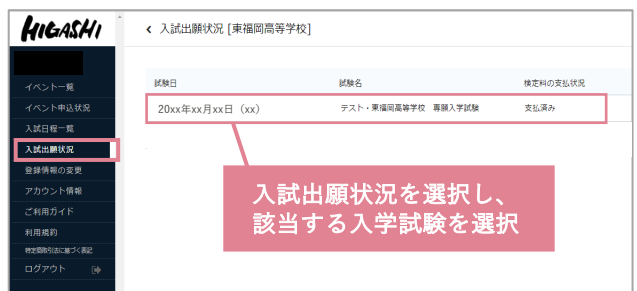 HIGASHI
入試出願状況 [東福岡高等学校]
イベント一覧
イベント申込状況
入試日程一覧
入試出願状況
登録情報の変更
アカウント情報
ご利用ガイド
利用規約
特定商取引法に基づく表記
ログアウト
試験日 試験名 検定料の支払状況
20xx年xx月xx日（xx） テスト・東福岡高等学校 専願入学試験 支払済み
入試出願状況を選択し、
該当する入学試験を選択